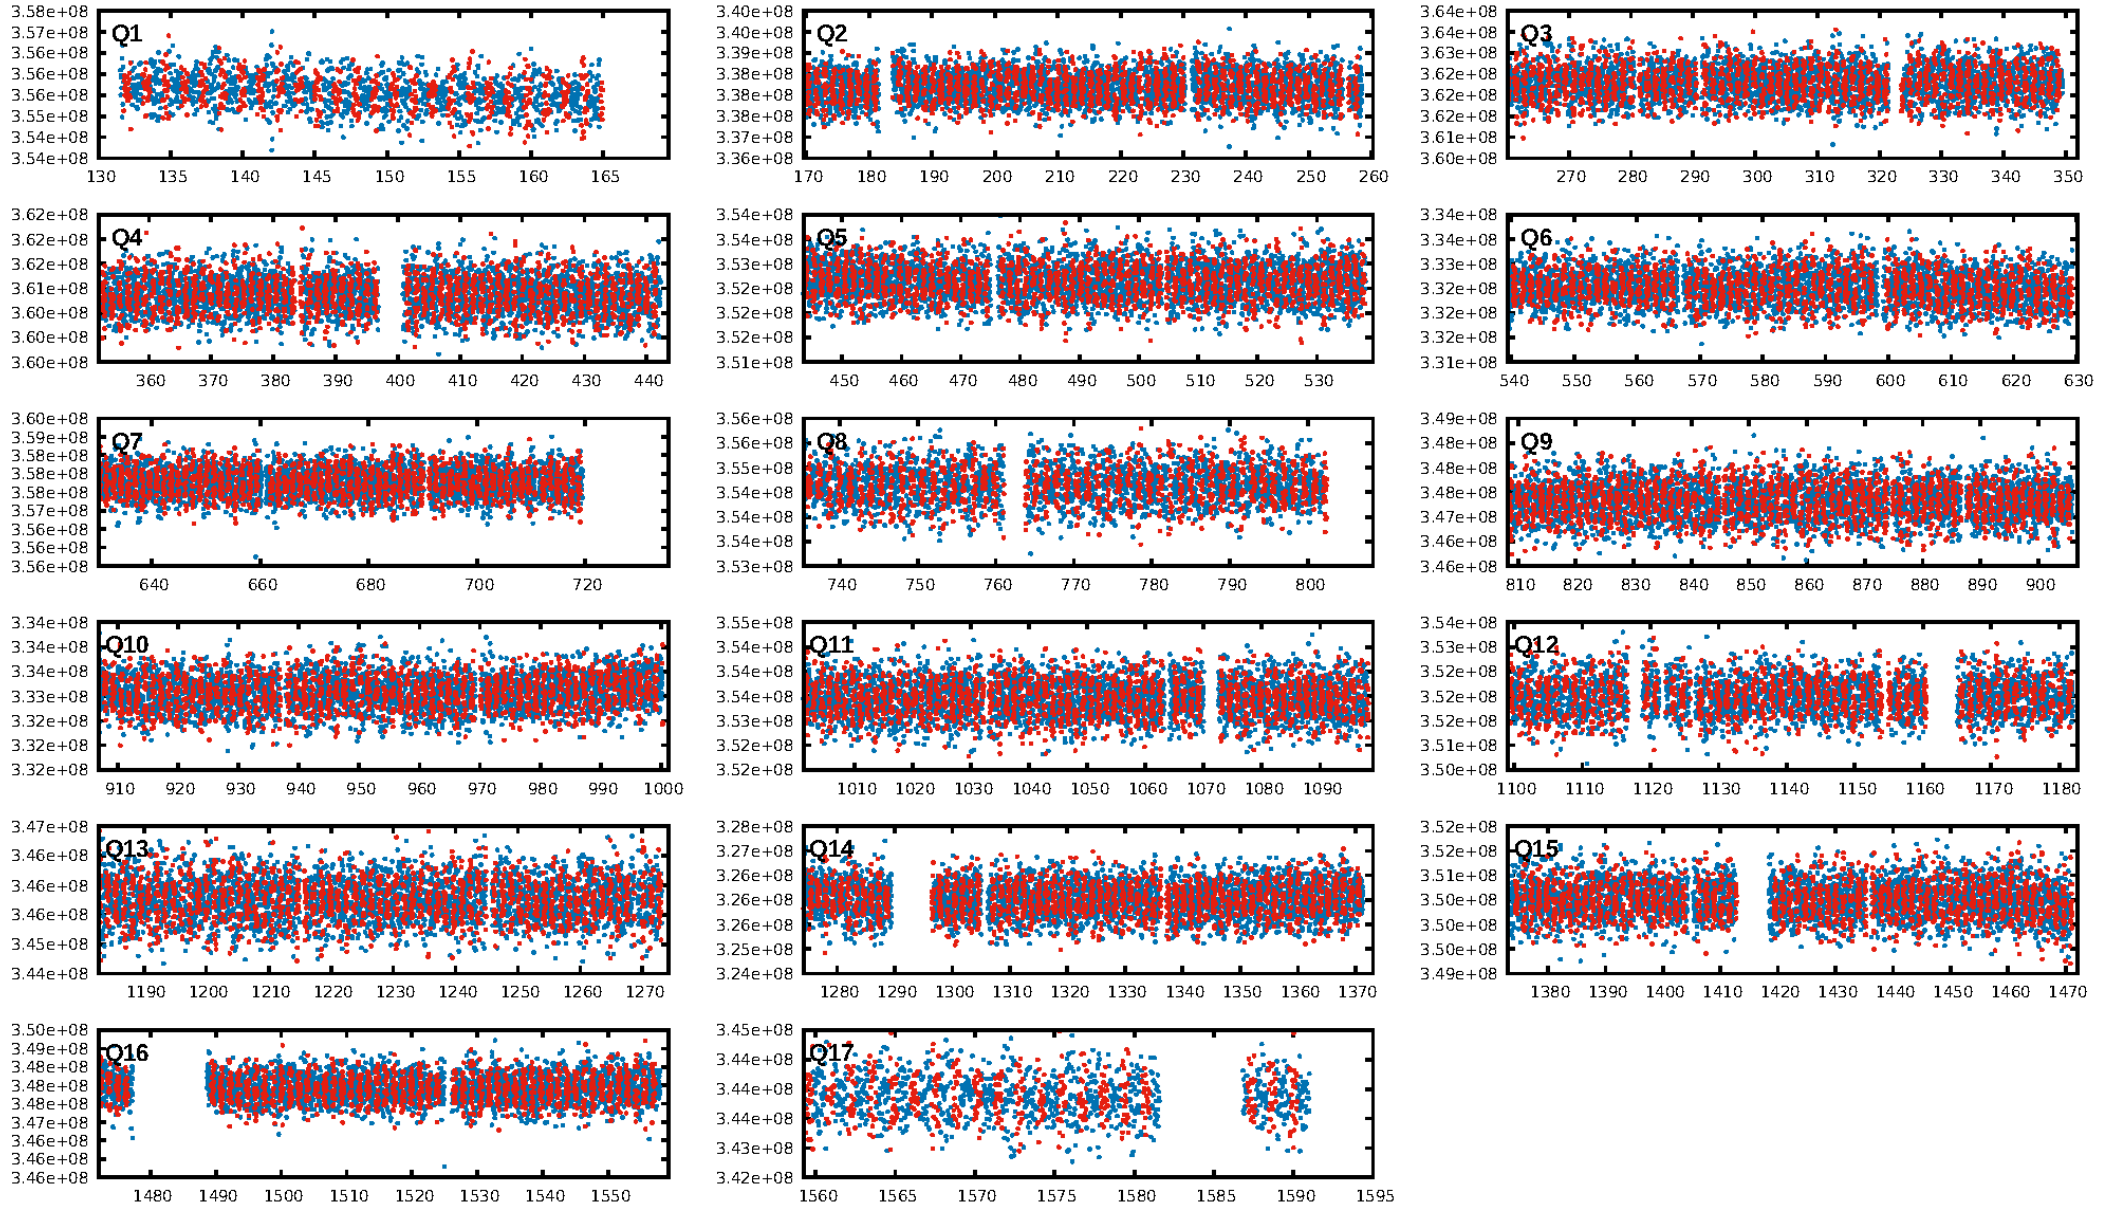 3.58e+08
3.57e+08
3.56e+08
3.56e+08
3.56e+08
3.55e+08
3.54e+08
3.54e+08
Q1
130 135 140 145 150 155 160 165
3.40e+08
3.39e+08
3.39e+08
3.38e+08
3.38e+08
3.38e+08
3.37e+08
3.36e+08
Q2
170 180 190 200 210 220 230 240 250 260
3.64e+08
3.64e+08
3.63e+08
3.62e+08
3.62e+08
3.62e+08
3.61e+08
3.60e+08
Q3
270 280 290 300 310 320 330 340 350
3.62e+08
3.62e+08
3.62e+08
3.61e+08
3.60e+08
3.60e+08
3.60e+08
Q4
360 370 380 390 400 410 420 430 440
3.54e+08
3.54e+08
3.53e+08
3.52e+08
3.52e+08
3.52e+08
3.51e+08
Q5
450 460 470 480 490 500 510 520 530
3.34e+08
3.34e+08
3.33e+08
3.32e+08
3.32e+08
3.32e+08
3.31e+08
Q6
540 550 560 570 580 590 600 610 620 630
3.60e+08
3.59e+08
3.58e+08
3.58e+08
3.58e+08
3.57e+08
3.56e+08
3.56e+08
3.56e+08
Q7
640 660 680 700 720
3.56e+08
3.56e+08
3.55e+08
3.54e+08
3.54e+08
3.54e+08
3.53e+08
Q8
740 750 760 770 780 790 800
3.49e+08
3.48e+08
3.48e+08
3.48e+08
3.47e+08
3.46e+08
3.46e+08
Q9
810 820 830 840 850 860 870 880 890 900
3.34e+08
3.34e+08
3.34e+08
3.33e+08
3.32e+08
3.32e+08
3.32e+08
Q10
910 920 930 940 950 960 970 980 990 1000
3.55e+08
3.54e+08
3.54e+08
3.54e+08
3.53e+08
3.52e+08
3.52e+08
Q11
1010 1020 1030 1040 1050 1060 1070 1080 1090
3.54e+08
3.54e+08
3.52e+08
3.52e+08
3.52e+08
3.51e+08
3.50e+08
Q12
1100 1110 1120 1130 1140 1150 1160 1170 1180
3.47e+08
3.46e+08
3.46e+08
3.46e+08
3.45e+08
3.44e+08
Q13
1190 1200 1210 1220 1230 1240 1250 1260 1270
3.28e+08
3.27e+08
3.26e+08
3.26e+08
3.26e+08
3.25e+08
3.24e+08
Q14
1280 1290 1300 1310 1320 1330 1340 1350 1360 1370
3.52e+08
3.52e+08
3.51e+08
3.50e+08
3.50e+08
3.50e+08
3.49e+08
Q15
1380 1390 1400 1410 1420 1430 1440 1450 1460 1470
3.50e+08
3.49e+08
3.48e+08
3.48e+08
3.48e+08
3.47e+08
3.46e+08
3.46e+08
3.46e+08
Q16
1480 1490 1500 1510 1520 1530 1540 1550
3.45e+08
3.44e+08
3.44e+08
3.44e+08
3.43e+08
3.42e+08
Q17
1560 1565 1570 1575 1580 1585 1590 1595